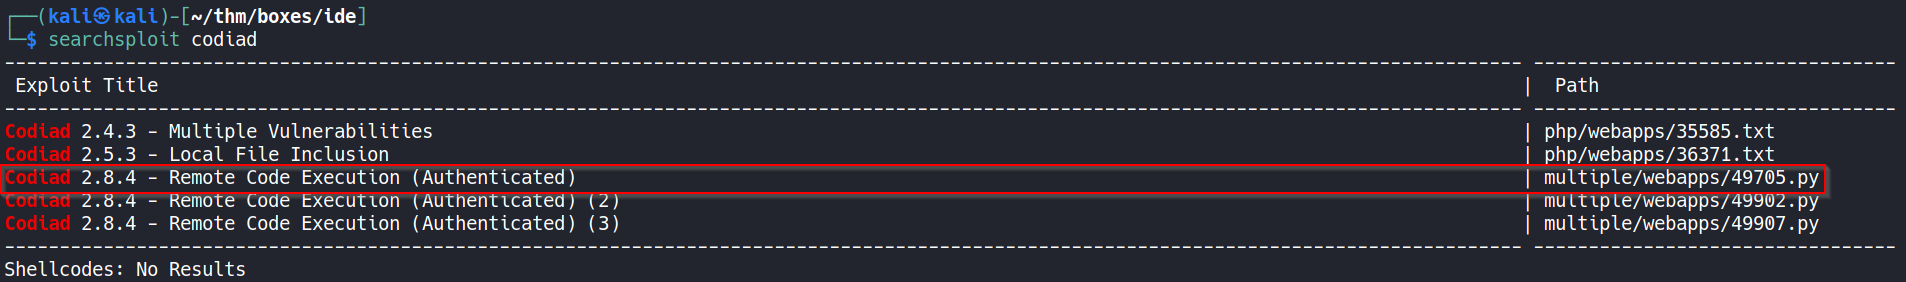 ┌──(kali㉿kali)-[~/thm/boxes/ide]
└─$ searchsploit codiad
--------------------------------------------------------------------------------------------------------------------------------------- ---------------------------------
Exploit Title | Path
--------------------------------------------------------------------------------------------------------------------------------------- ---------------------------------
Codiad 2.4.3 - Multiple Vulnerabilities | php/webapps/35585.txt
Codiad 2.5.3 - Local File Inclusion | php/webapps/36371.txt
Codiad 2.8.4 - Remote Code Execution (Authenticated) | multiple/webapps/49705.py
Codiad 2.8.4 - Remote Code Execution (Authenticated) (2) | multiple/webapps/49902.py
Codiad 2.8.4 - Remote Code Execution (Authenticated) (3) | multiple/webapps/49907.py
--------------------------------------------------------------------------------------------------------------------------------------- ---------------------------------
Shellcodes: No Results